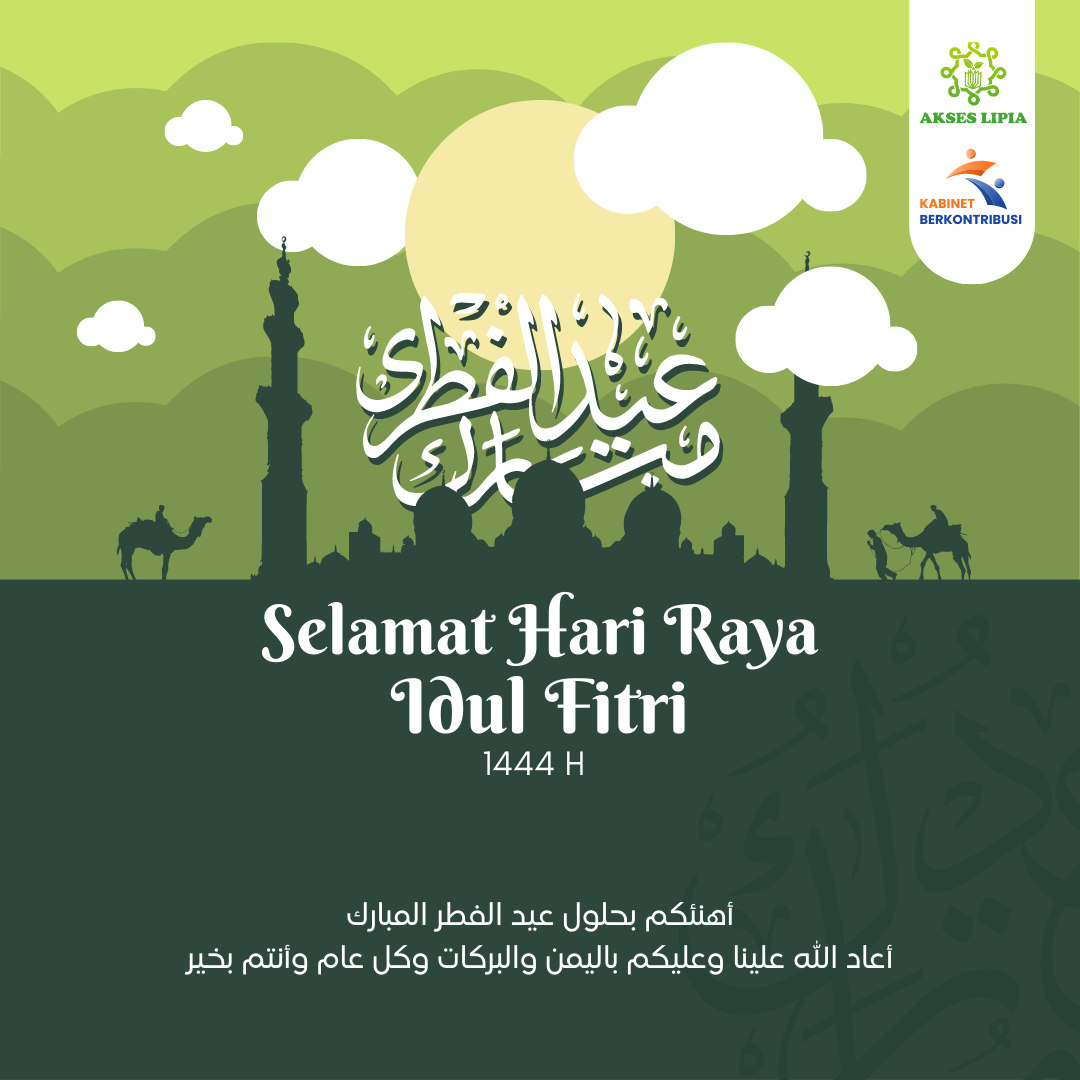 AKSES LIPIA
KABINET
BERKONTRIBUSI
عيد الفطر
مبارك
Selamat Hari Raya
Idul Fitri
1444 H
أهنئكم بحلول عيد الفطر المبارك
أعاد الله علينا وعليكم باليمن والبركات وكل عام وأنتم بخير